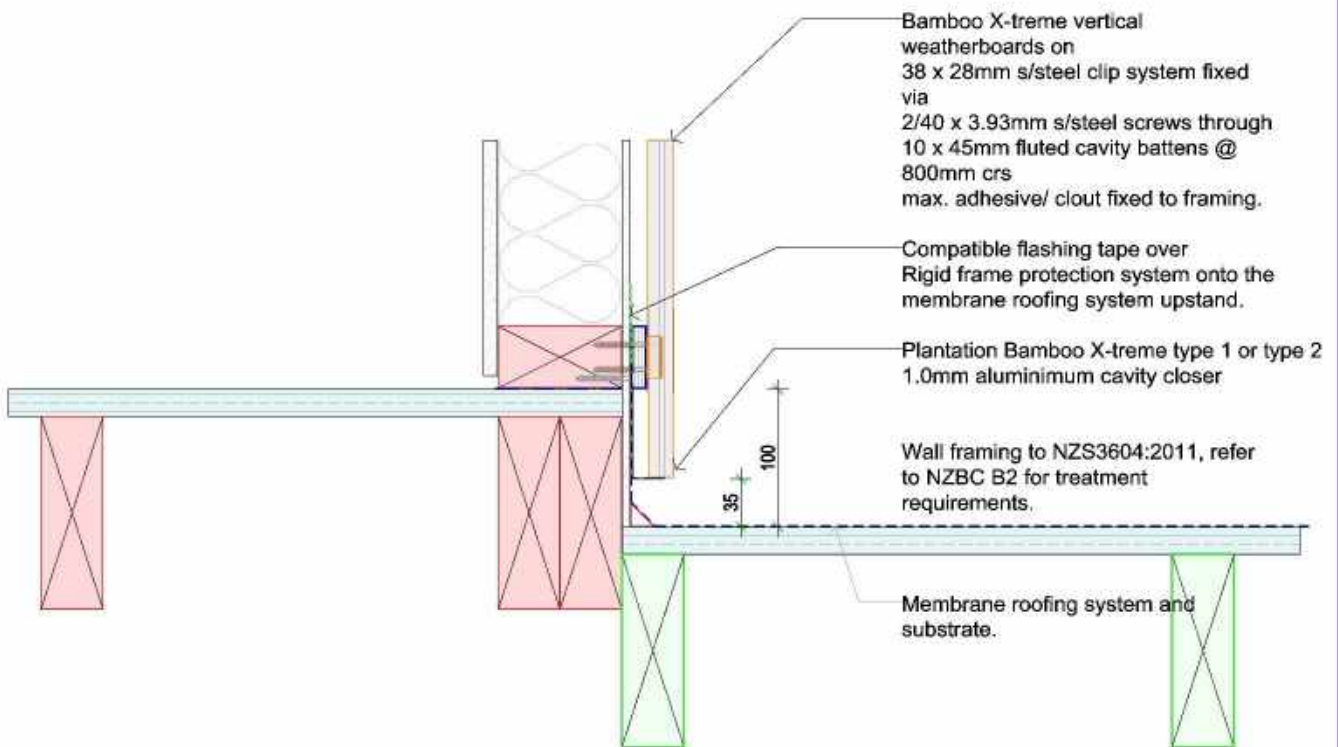 Bamboo X-treme vertical
weatherboards on
38 x 28mm s/steel clip system fixed
via
2/40 x 3.93mm s/steel screws through
10 x 45mm fluted cavity battens @
800mm crs
max. adhesive/ clout fixed to framing.
Compatible flashing tape over
Rigid frame protection system onto the
membrane roofing system upstand.
Plantation Bamboo X-treme type 1 or type 2
1.0mm aluminimum cavity closer
100
35
Wall framing to NZS3604:2011, refer
to NZBC B2 for treatment
requirements.
Membrane roofing system and
substrate.